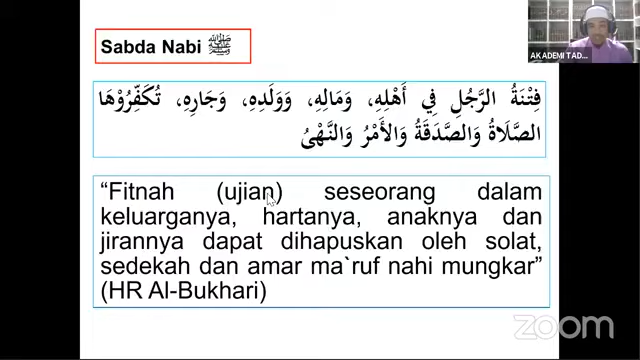 Sabda Nabi ﷺ
AKADEMI TAD...
فِتْنَةُ الرَّجُلِ فِي أَهْلِهِ، وَمَالِهِ، وَوَلَدِهِ، وَجَارِهِ، تُكَفِّرُوْهَا
الصَّلَاةُ وَالصَّدَقَةُ وَالأَمْرُ وَالنَّهْىُ
“Fitnah (ujian) seseorang dalam
keluarganya, hartanya, anaknya dan
jirannya dapat dihapuskan oleh solat,
sedekah dan amar ma`ruf nahi mungkar”
(HR Al-Bukhari)
zoom